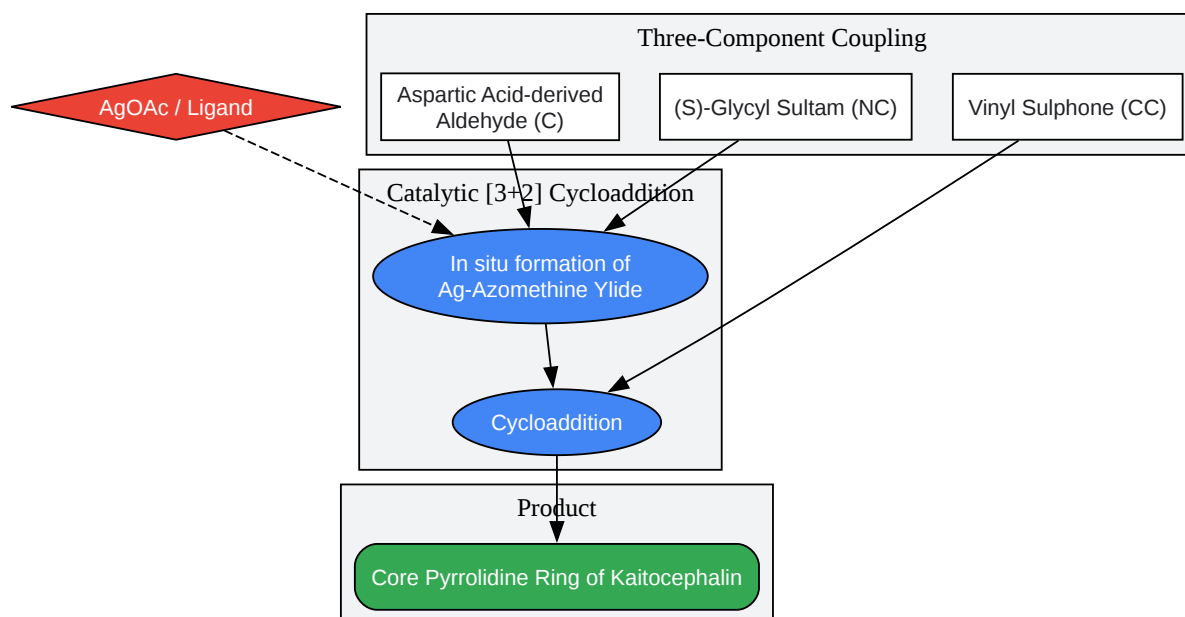 Three-Component Coupling
AgOAc / Ligand
Aspartic Acid-derived
Aldehyde (C)
(S)-Glycyl Sultam (NC)
Vinyl Sulphone (CC)
Catalytic [3+2] Cycloaddition
In situ formation of
Ag-Azomethine Ylide
Cycloaddition
Product
Core Pyrrolidine Ring of Kaitocephalin